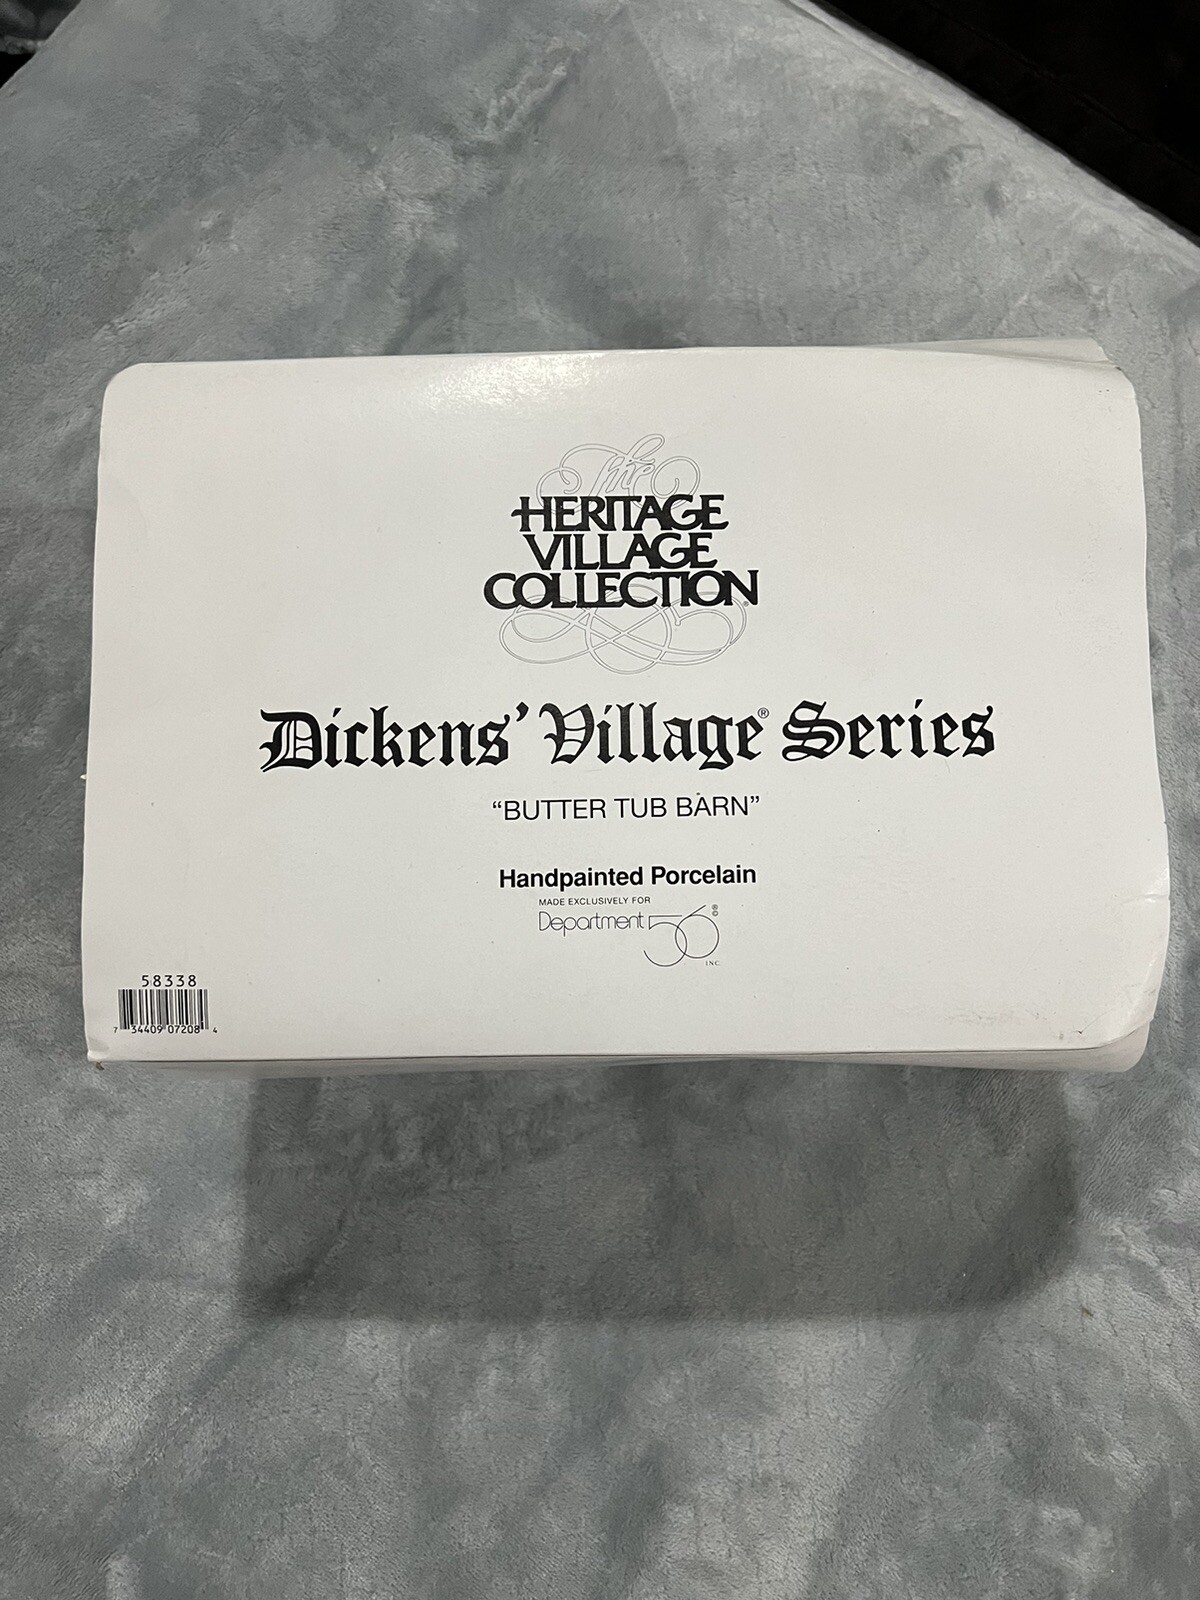 The
HERITAGE
VILLAGE
COLLECTION®
Dickens' Village® Series
“BUTTER TUB BARN”
Handpainted Porcelain
MADE EXCLUSIVELY FOR
Department 56 ®©
INC.
58338
7 34409 07208 4